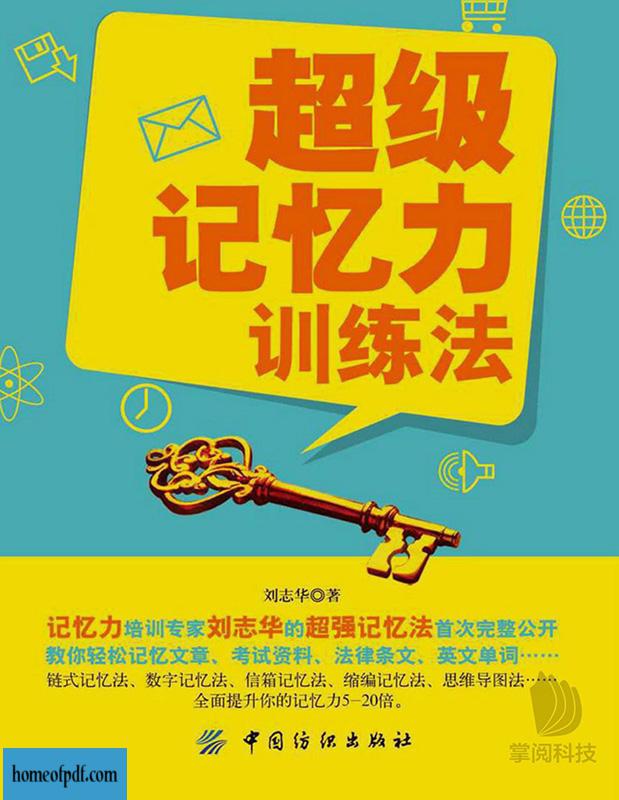 超级
记忆力
训练法
刘志华◎著
记忆力培训专家刘志华的超强记忆法首次完整公开
教你轻松记忆文章、考试资料、法律条文、英文单词……
链式记忆法、数字记忆法、信箱记忆法、缩编记忆法、思维导图法……
全面提升你的记忆力5-20倍。
中国纺织出版社
掌阅科技
homeofpdf.com